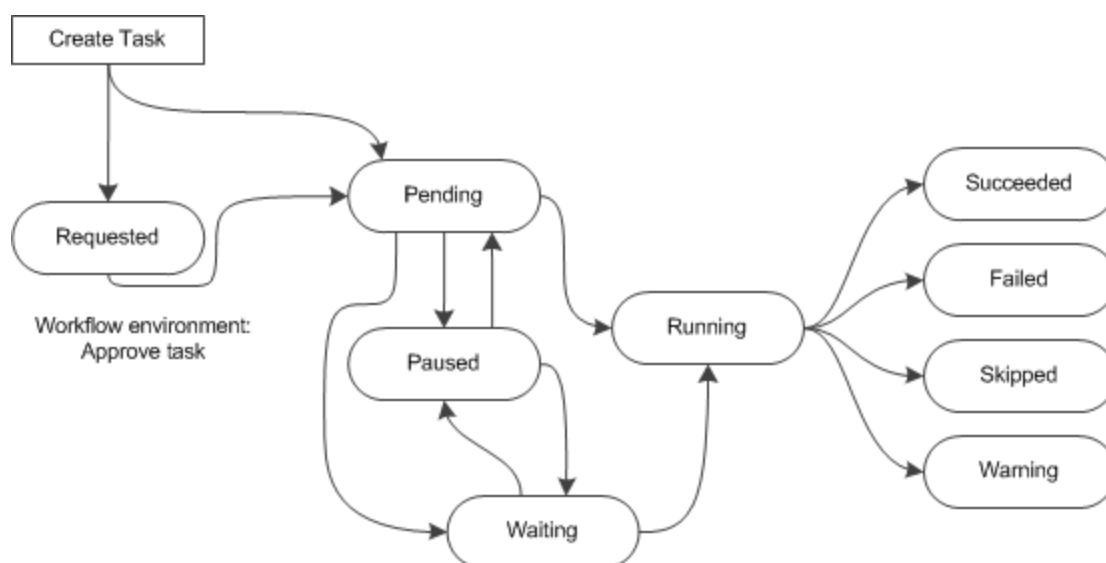 Create Task
Pending
Requested
Workflow environment:
Approve task
Paused
Waiting
Running
Succeeded
Failed
Skipped
Warning